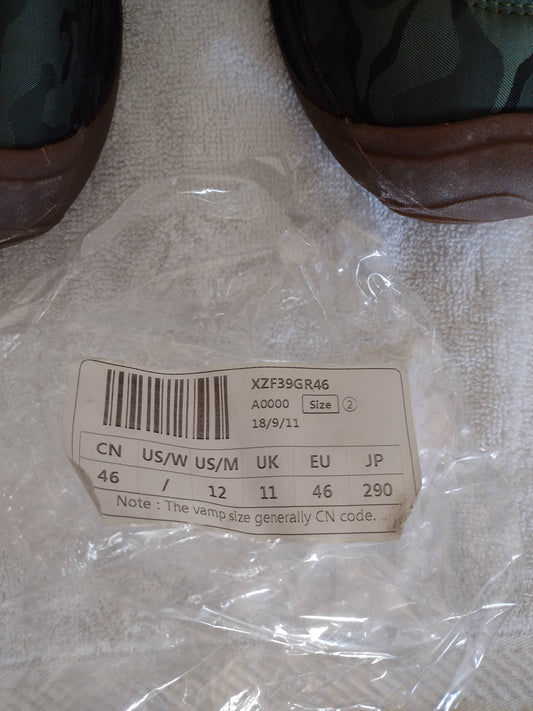 XZF39GR46
A0000 Size ②
18/9/11
CN US/W US/M UK EU JP
46 / 12 11 46 290
Note : The vamp size generally CN code.